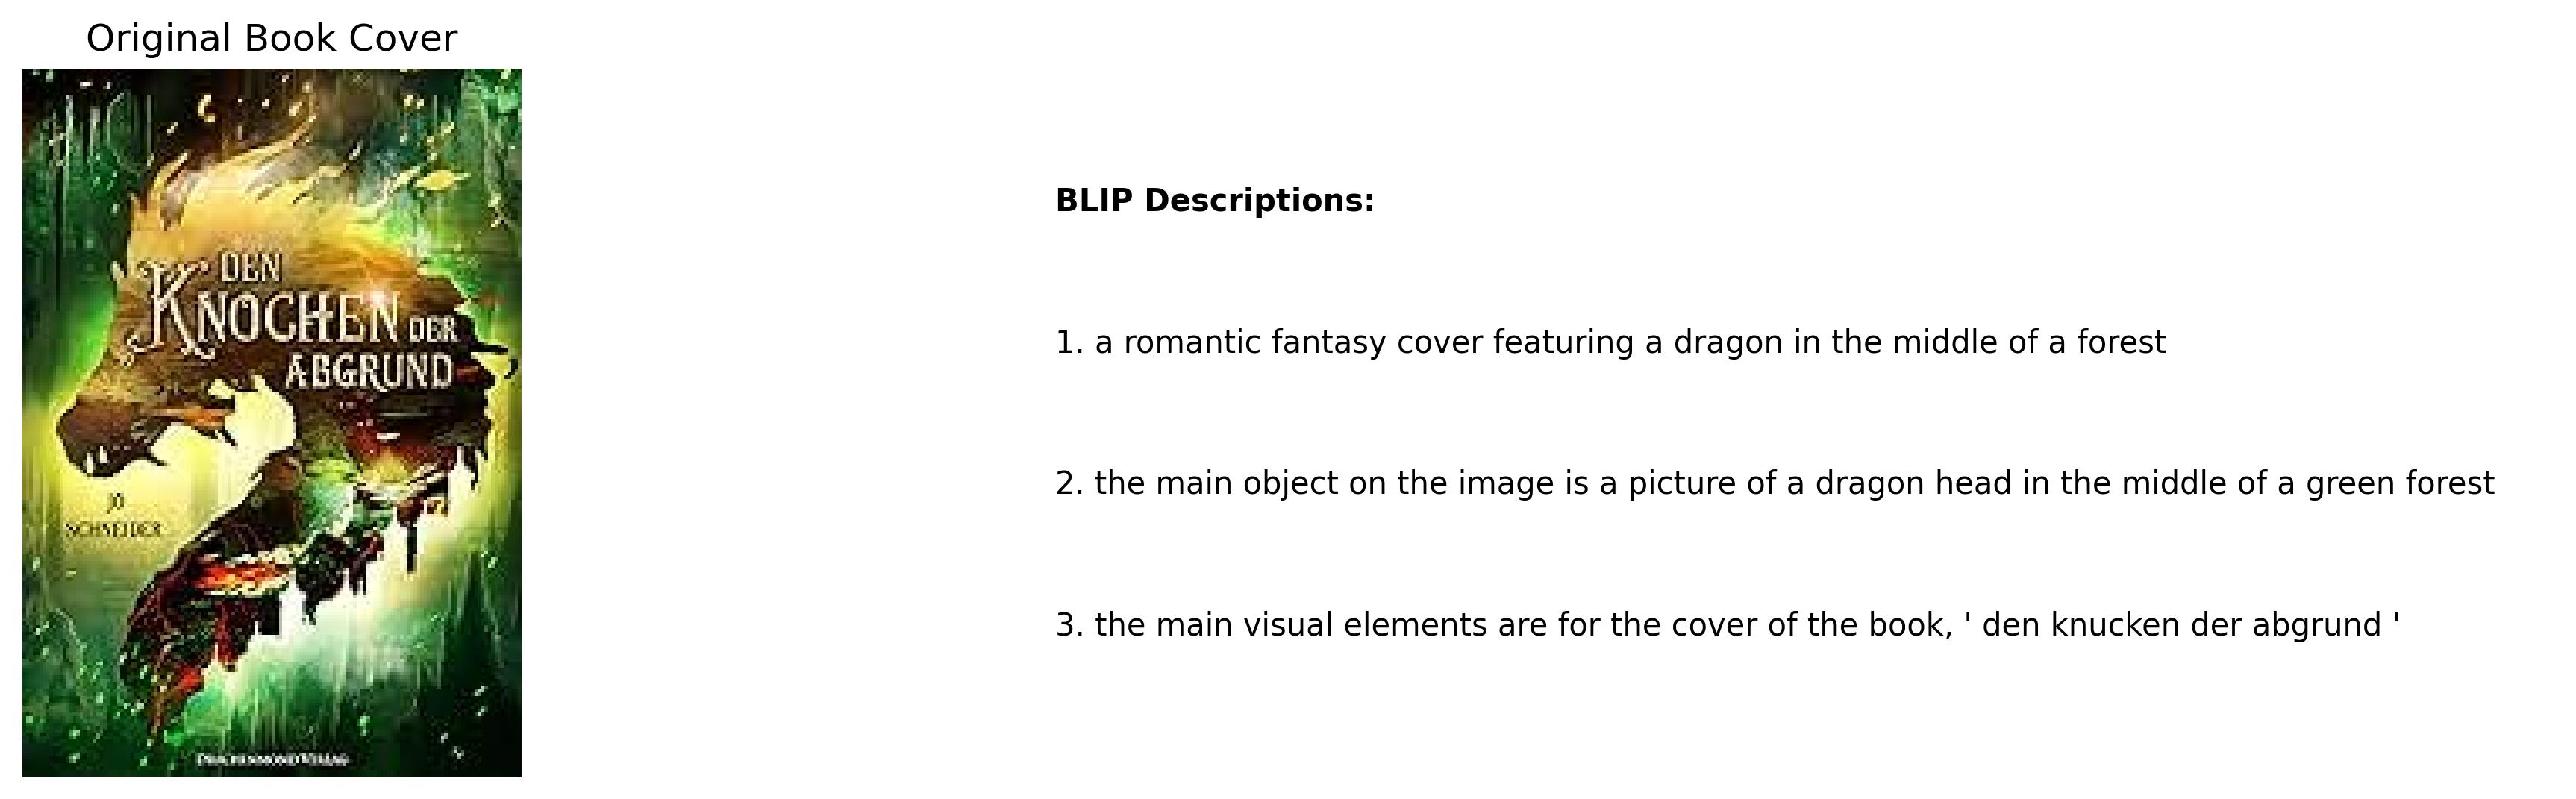 Original Book Cover
DEN
KNOCHEN DER
ABGRUND
JO
SCHNEIDER
DRACHENMOND VERLAG
BLIP Descriptions:
1. a romantic fantasy cover featuring a dragon in the middle of a forest
2. the main object on the image is a picture of a dragon head in the middle of a green forest
3. the main visual elements are for the cover of the book, ' den knucken der abgrund '